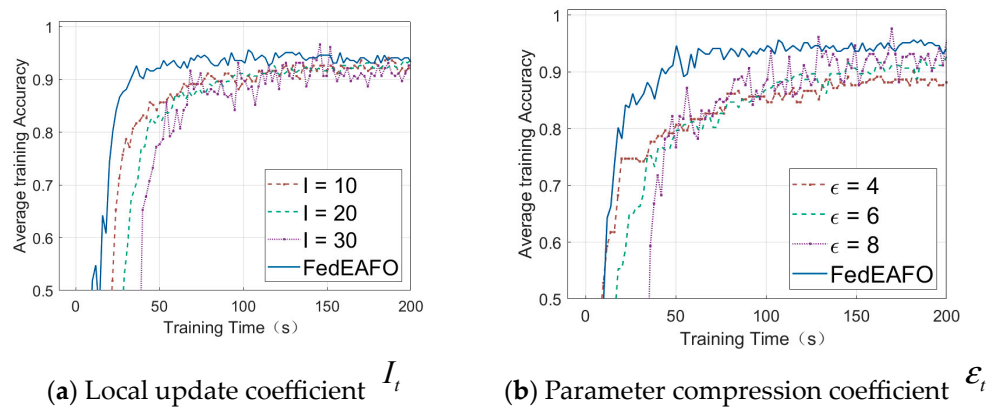 1
0.9
0.8
0.7
0.6
0.5
Average training Accuracy
0 50 100 150 200
Training Time（s）
I = 10
I = 20
I = 30
FedEAFO
(a) Local update coefficient I_t
1
0.9
0.8
0.7
0.6
0.5
Average training Accuracy
0 50 100 150 200
Training Time（s）
ϵ = 4
ϵ = 6
ϵ = 8
FedEAFO
(b) Parameter compression coefficient ε_t